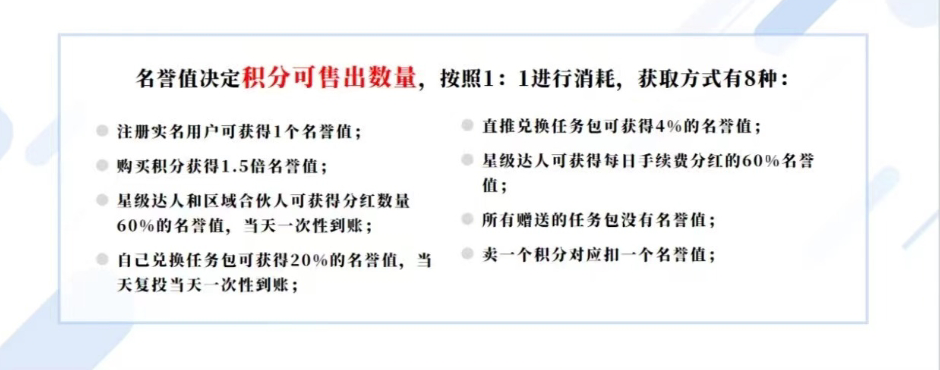 名誉值决定积分可售出数量，按照1：1进行消耗，获取方式有8种：
注册实名用户可获得1个名誉值；
购买积分获得1.5倍名誉值；
星级达人和区域合伙人可获得分红数量
60%的名誉值，当天一次性到账；
自己兑换任务包可获得20%的名誉值，当
天复投当天一次性到账；
直推兑换任务包可获得4%的名誉值；
星级达人可获得每日手续费分红的60%名誉
值；
所有赠送的任务包没有名誉值；
卖一个积分对应扣一个名誉值；